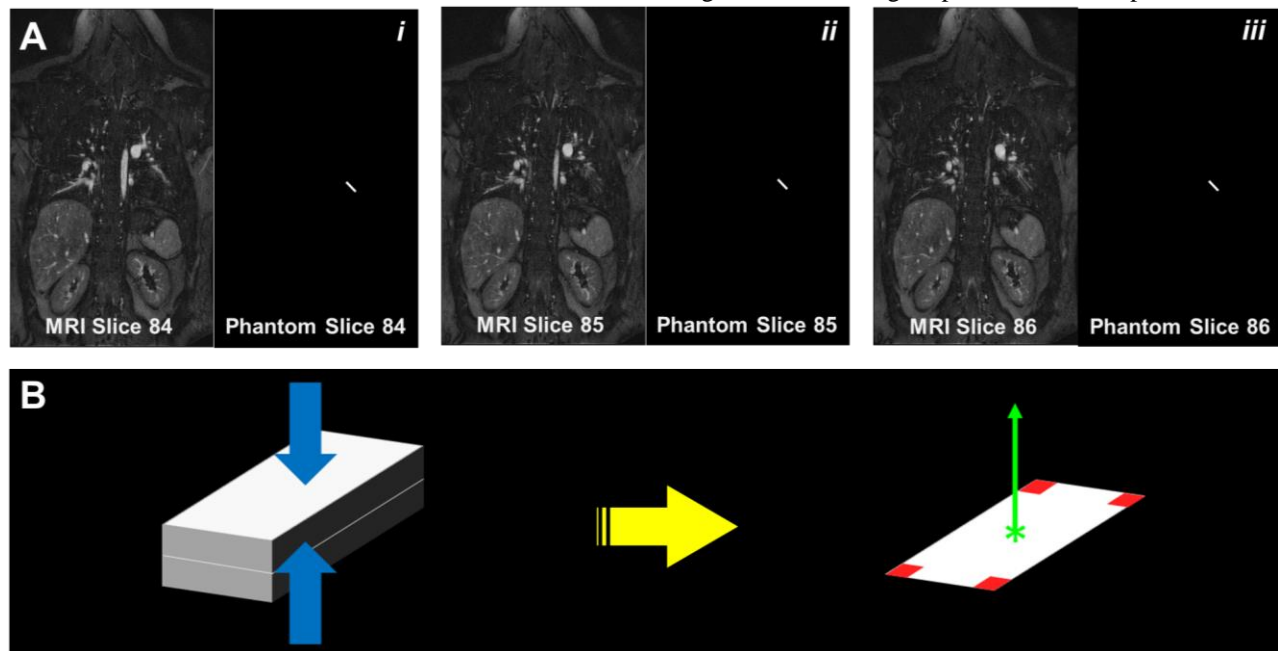 A
i
ii
iii
MRI Slice 84
Phantom Slice 84
MRI Slice 85
Phantom Slice 85
MRI Slice 86
Phantom Slice 86
B